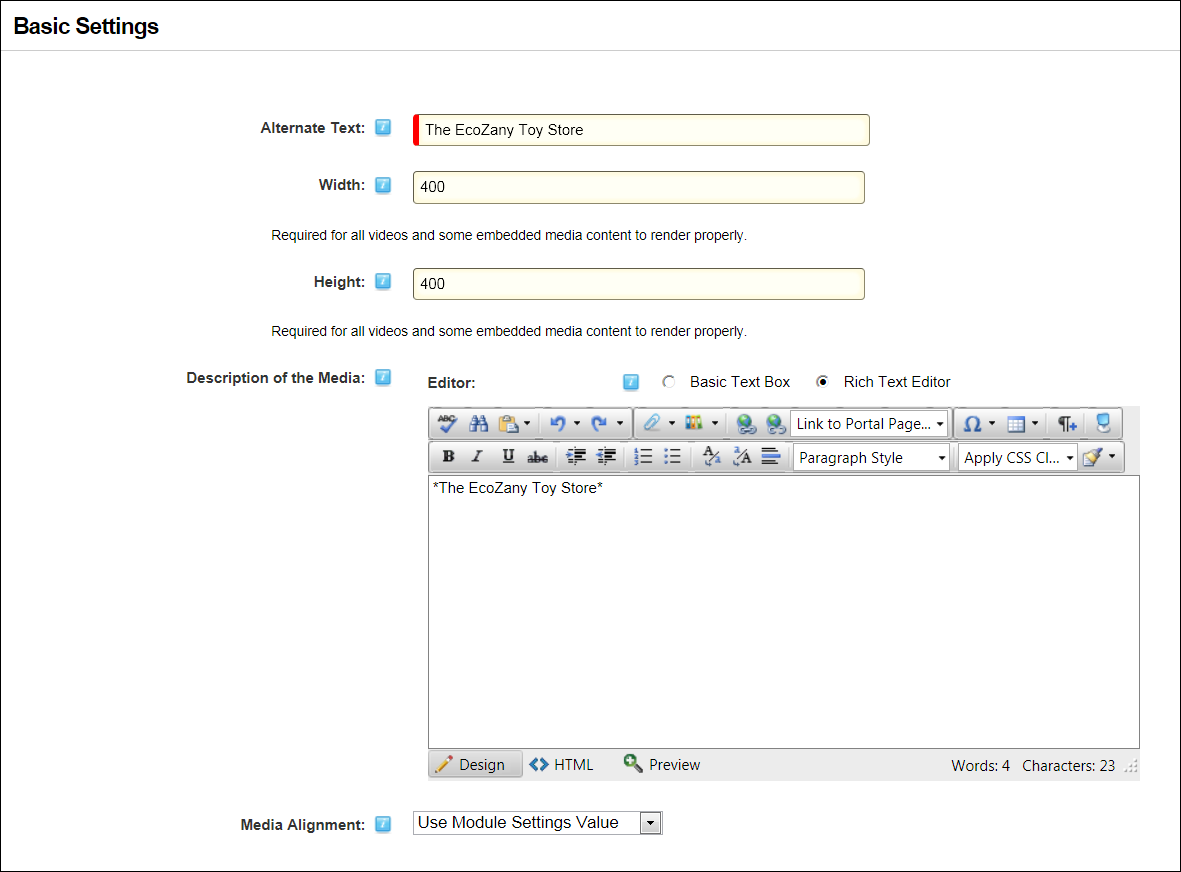 Basic Settings
Alternate Text: The EcoZany Toy Store
Width: 400
Required for all videos and some embedded media content to render properly.
Height: 400
Required for all videos and some embedded media content to render properly.
Description of the Media: Editor: Basic Text Box Rich Text Editor
ABC Link to Portal Page...
B I U abc Paragraph Style Apply CSS Cl...
*The EcoZany Toy Store*
Design HTML Preview Words: 4 Characters: 23
Media Alignment: Use Module Settings Value